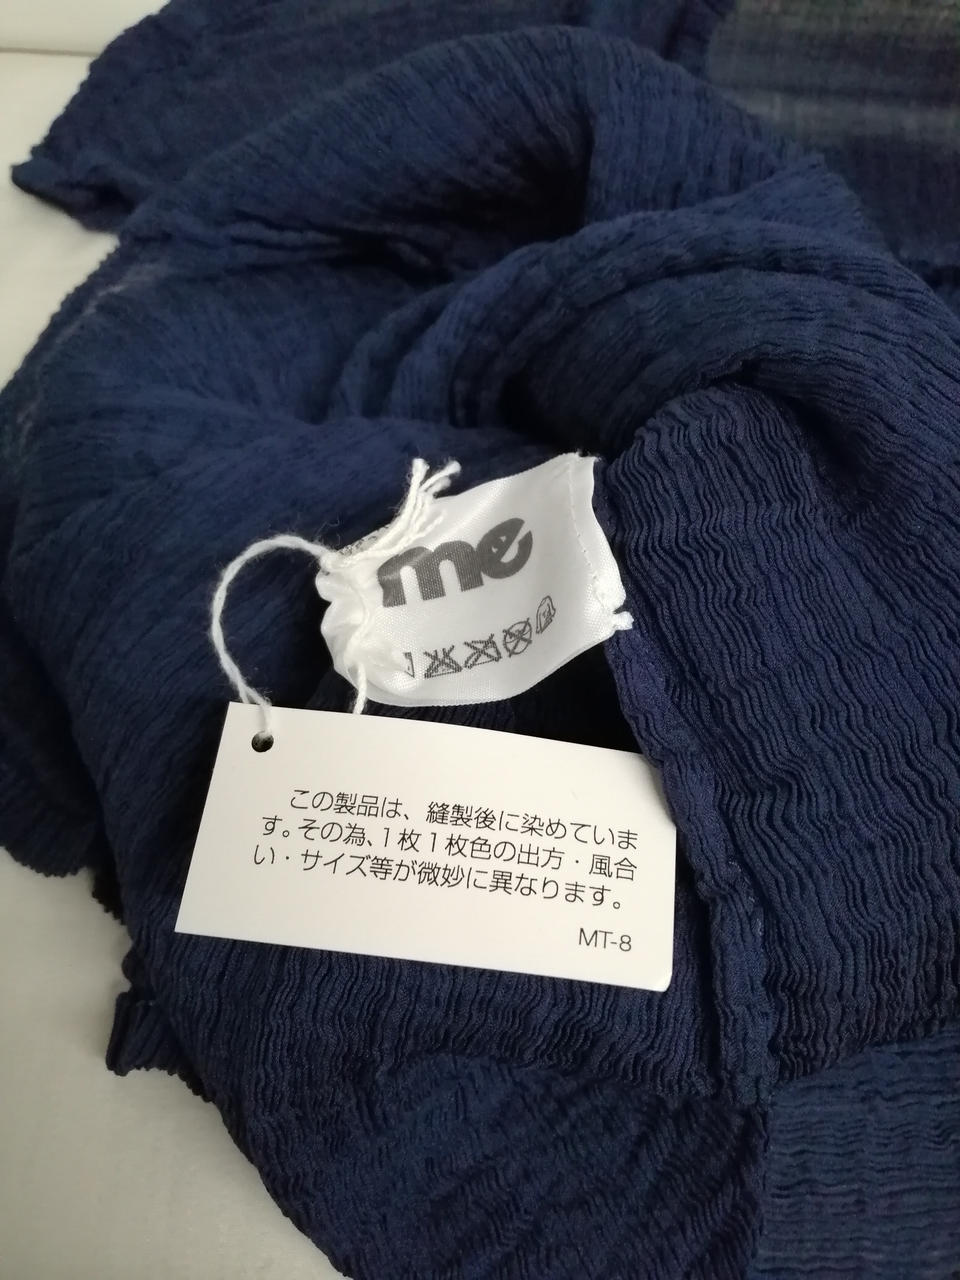 me
この製品は、縫製後に染めていま
す。その為、1枚1枚色の出方・風合
い・サイズ等が微妙に異なります。
MT-8